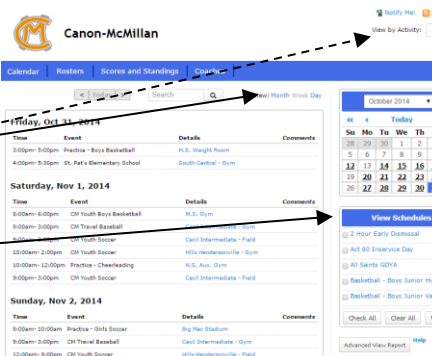 Notify Me!
CM
Canon-McMillan
View by Activity:
Calendar Rosters Scores and Standings Coaches
< Today Search View: Month Week Day
Friday, Oct 31, 2014
Time Event Details Comments
3:00pm- 5:30pm Practice - Boys Basketball H.S. Weight Room
4:00pm- 5:30pm St. Pat's Elementary School South Central - Gym
Saturday, Nov 1, 2014
Time Event Details Comments
8:00am- 6:00pm CM Youth Boys Basketball M.S. Gym
9:00am- 3:00pm CM Travel Baseball Cecil Intermediate - Gym
CM Youth Soccer Cecil Intermediate - Field
10:00am- 2:00pm CM Youth Soccer Hills Hendersonville - Gym
10:00am- 12:00pm Practice - Cheerleading H.S. Aux. Gym
9:00pm- 3:00pm CM Youth Soccer Cecil Intermediate - Field
Sunday, Nov 2, 2014
Time Event Details Comments
8:00am- 10:00am Practice - Girls Soccer Big Mac Stadium
9:00am- 3:00pm CM Travel Baseball Cecil Intermediate - Gym
12:00pm- 9:00pm CM Youth Soccer Hills-Hendersonville - Field
October 2014
<< < Today
Su Mo Tu We Th
28 29 30 1 2
5 6 7 8 9
12 13 14 15 16
19 20 21 22 23
26 27 28 29 30
View Schedules
2 Hour Early Dismissal
Act 80 Inservice Day
All Saints GOYA
Basketball - Boys Junior
Basketball - Boys Junior
Check All Clear All
Advanced View Report Help